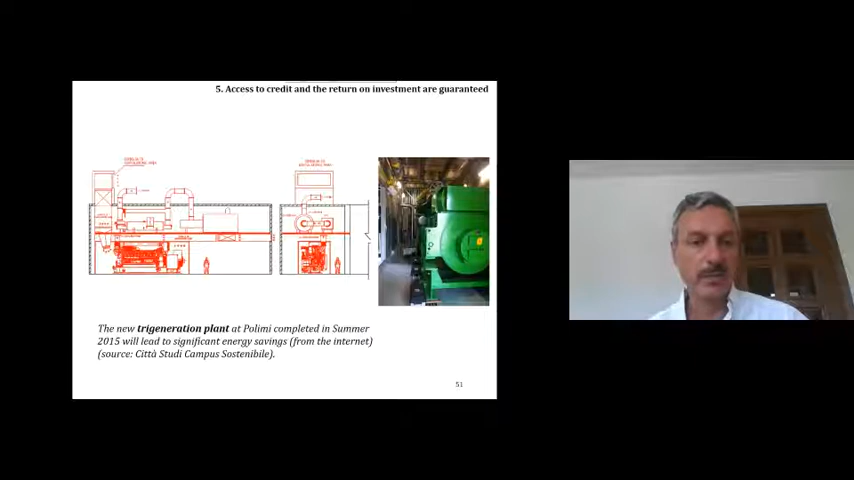 5. Access to credit and the return on investment are guaranteed
The new trigeneration plant at Polimi completed in Summer
2015 will lead to significant energy savings (from the internet)
(source: Città Studi Campus Sostenibile).
51